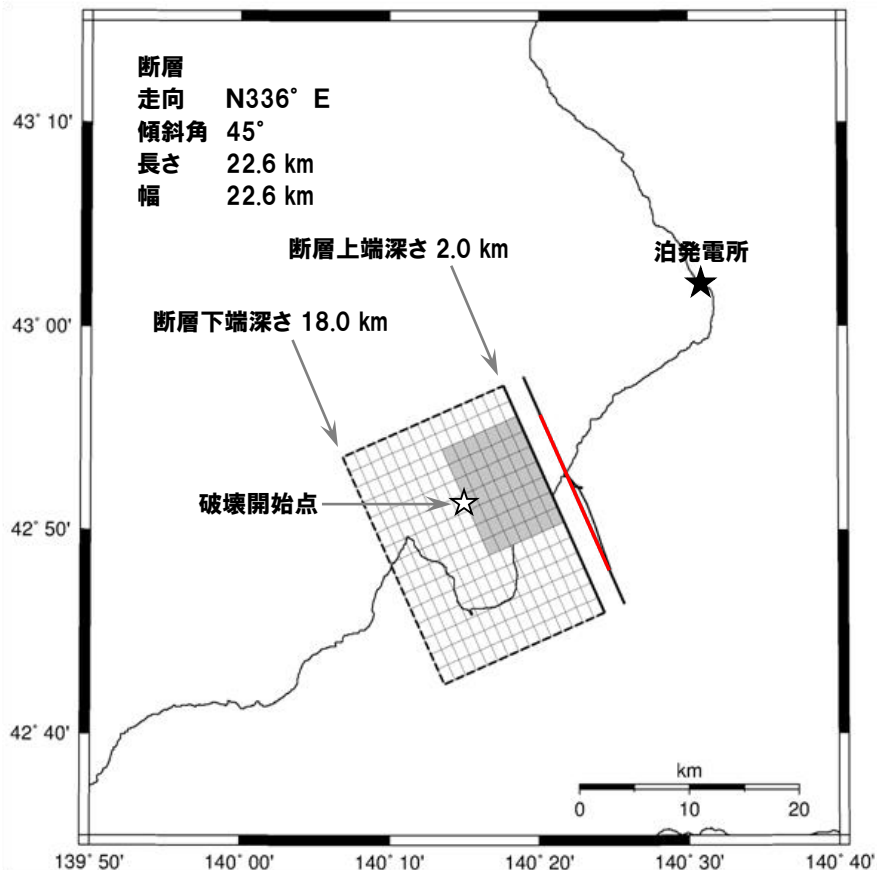 断層
走向 N336°E
傾斜角 45°
長さ 22.6 km
幅 22.6 km
43° 10'
断層上端深さ 2.0 km
泊発電所
断層下端深さ 18.0 km
43° 00'
破壊開始点
42° 50'
42° 40'
km
0 10 20
139° 50' 140° 00' 140° 10' 140° 20' 140° 30' 140° 40'